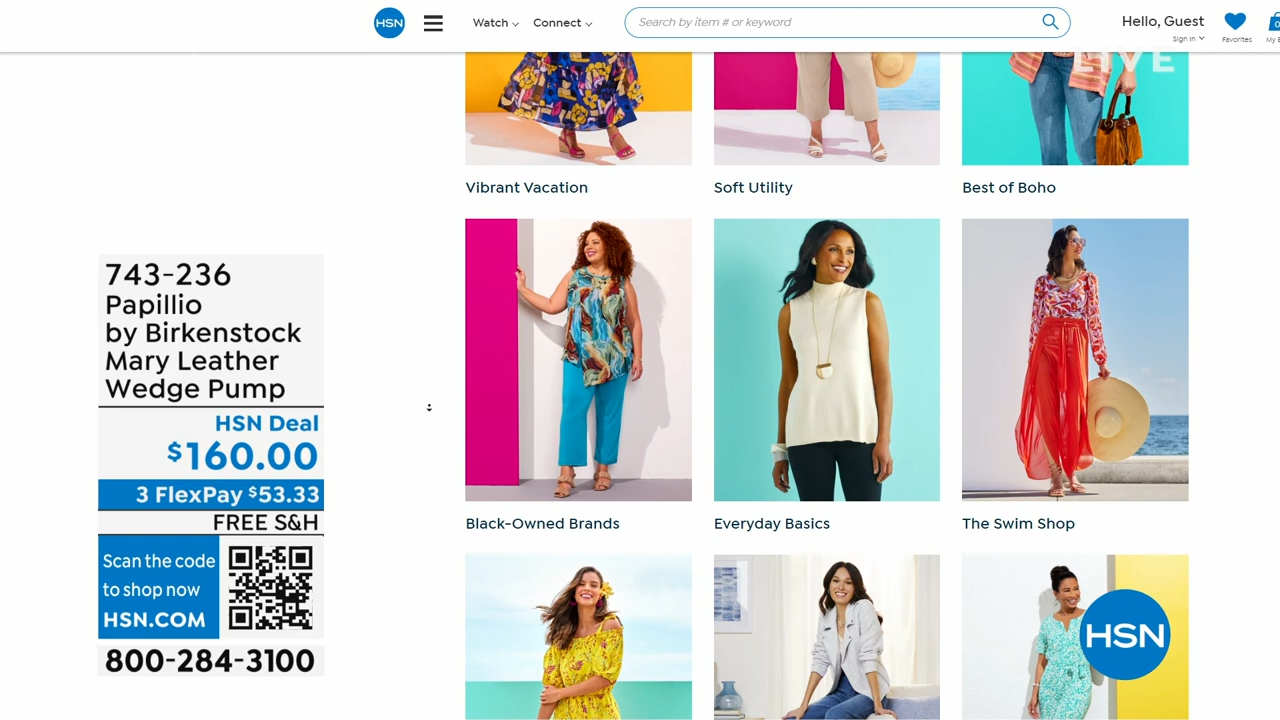 HSN
Watch
Connect
Search by item # or keyword
Hello, Guest
Sign In
Favorites
0
LIVE
Vibrant Vacation
Soft Utility
Best of Boho
743-236
Papillio
by Birkenstock
Mary Leather
Wedge Pump
HSN Deal
$160.00
3 FlexPay $53.33
FREE S&H
Scan the code
to shop now
HSN.COM
800-284-3100
Black-Owned Brands
Everyday Basics
The Swim Shop
HSN